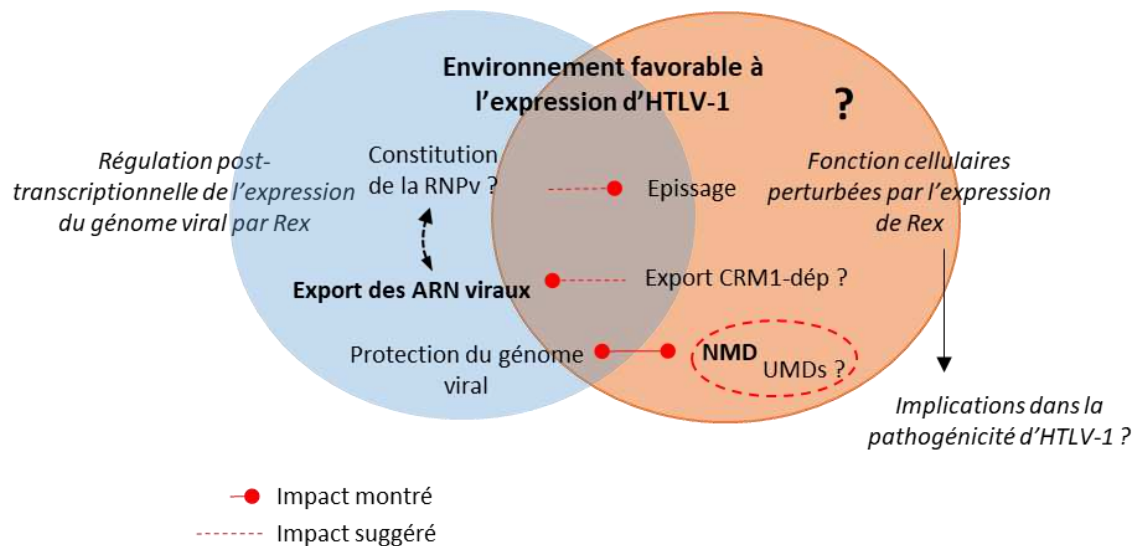 Environnement favorable à
l'expression d'HTLV-1
?
Régulation post-
transcriptionnelle de l'expression
du génome viral par Rex
Constitution
de la RNPv ?
Epissage
Fonction cellulaires
perturbées par l'expression
de Rex
Export des ARN viraux
Export CRM1-dép ?
Protection du génome
viral
NMD
UMDs ?
Implications dans la
pathogénicité d'HTLV-1 ?
Impact montré
Impact suggéré